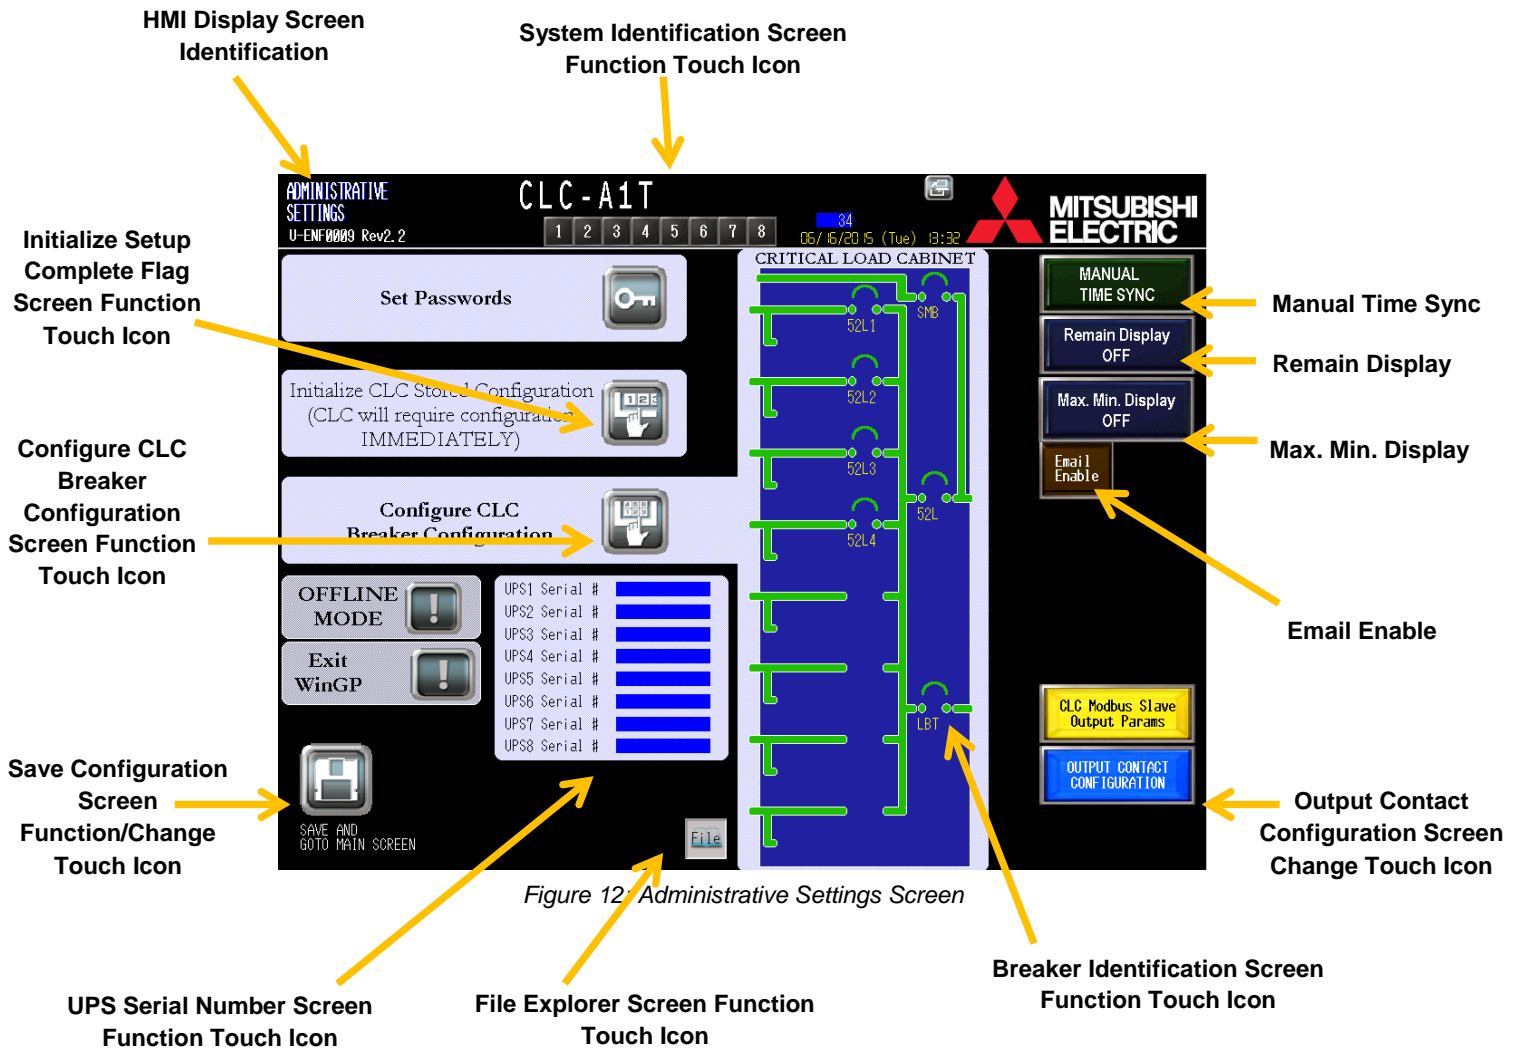 HMI Display Screen
Identification
System Identification Screen
Function Touch Icon
ADMINISTRATIVE
SETTINGS
U-ENF0009 Rev2.2
CLC-A1T
1 2 3 4 5 6 7 8
34
06/16/2015 (Tue) 13:32
MITSUBISHI
ELECTRIC
Initialize Setup
Complete Flag
Screen Function
Touch Icon
Configure CLC
Breaker
Configuration
Screen Function
Touch Icon
Save Configuration
Screen
Function/Change
Touch Icon
Set Passwords
Initialize CLC Stored Configuration
(CLC will require configuration
IMMEDIATELY)
123
Configure CLC
Breaker Configuration
OFFLINE
MODE
Exit
WinGP
UPS1 Serial #
UPS2 Serial #
UPS3 Serial #
UPS4 Serial #
UPS5 Serial #
UPS6 Serial #
UPS7 Serial #
UPS8 Serial #
SAVE AND
GOTO MAIN SCREEN
File
CRITICAL LOAD CABINET
SMB
52L1
52L2
52L3
52L
52L4
LBT
MANUAL
TIME SYNC
Remain Display
OFF
Max. Min. Display
OFF
Email
Enable
CLC Modbus Slave
Output Params
OUTPUT CONTACT
CONFIGURATION
Manual Time Sync
Remain Display
Max. Min. Display
Email Enable
Output Contact
Configuration Screen
Change Touch Icon
Figure 12: Administrative Settings Screen
UPS Serial Number Screen
Function Touch Icon
File Explorer Screen Function
Touch Icon
Breaker Identification Screen
Function Touch Icon